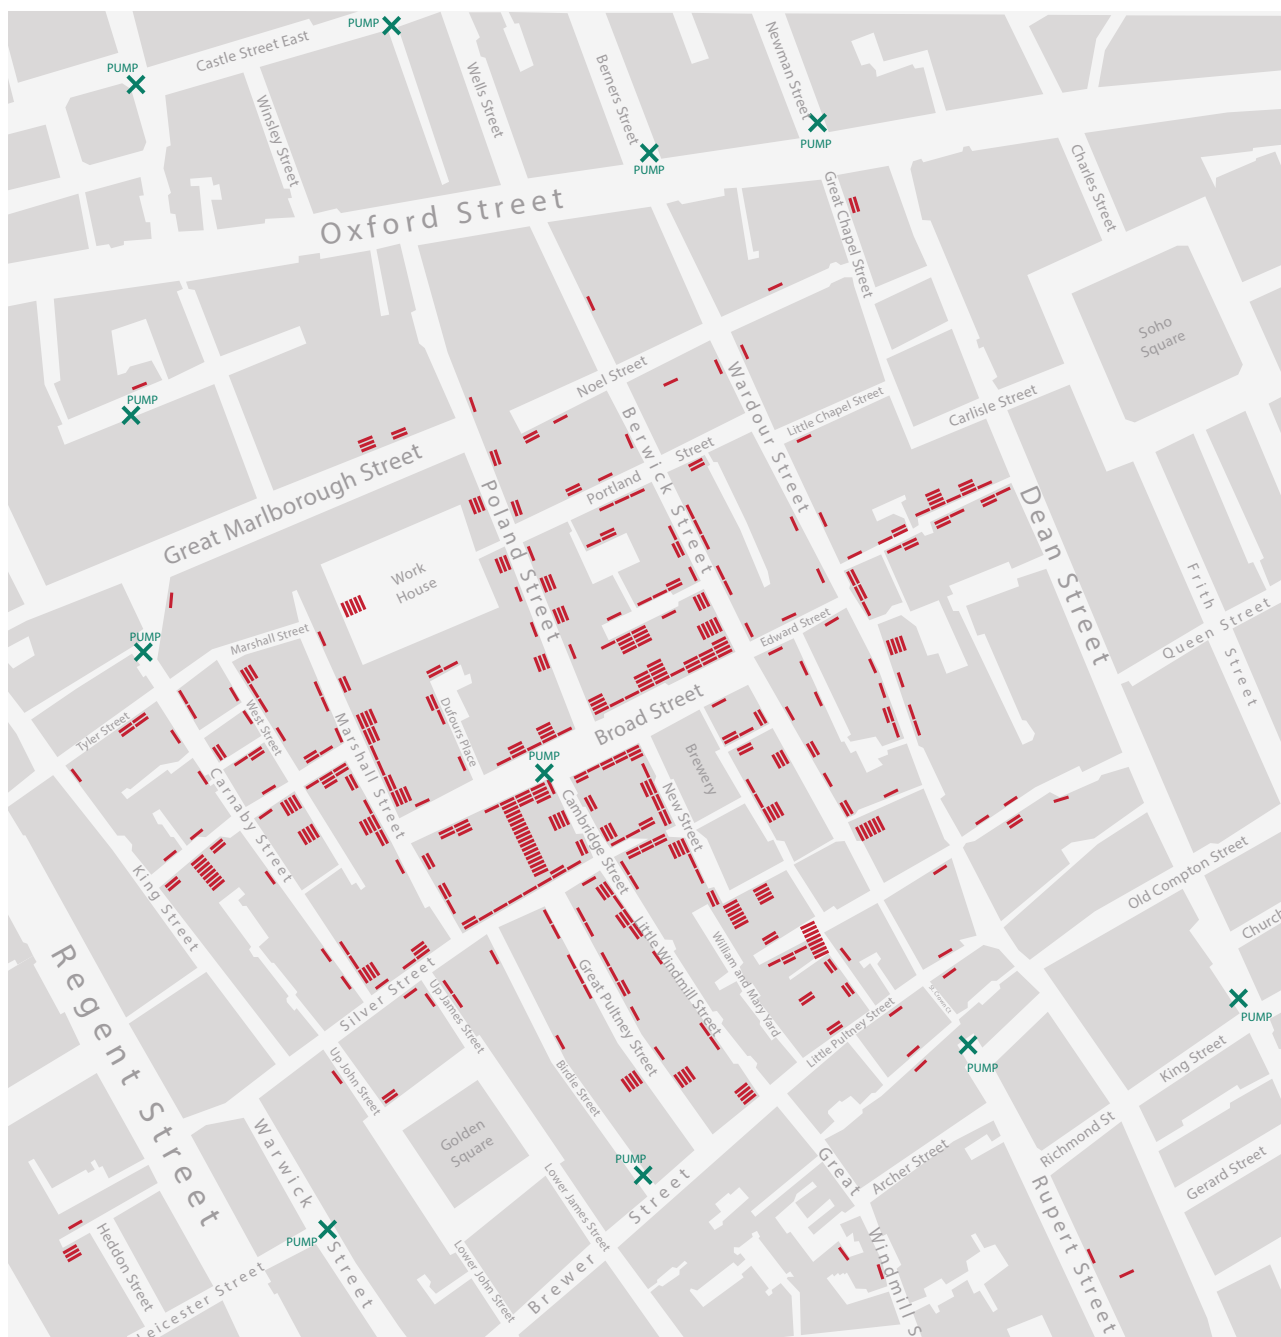 PUMP
Castle Street East
PUMP
Winsley Street
Wells Street
Berners Street
Newman Street
PUMP
PUMP
Charles Street
Oxford Street
Great Chapel Street
Soho
Square
Noel Street
PUMP
Wardour Street
Little Chapel Street
Carlisle Street
Berwick Street
Portland Street
Great Marlborough Street
Poland Street
Dean Street
Work
House
Frith Street
Queen Street
PUMP
Marshall Street
Edward Street
Tyler Street
West Street
Dufours Place
Marshall Street
Broad Street
PUMP
Brewery
Carnaby Street
Cambridge Street
New Street
King Street
Old Compton Street
Church
Regent Street
Silver Street
Up James Street
Great Pultney Street
Little Windmill Street
William and Mary Yard
Little Pultney Street
PUMP
PUMP
King Street
Up John Street
Birdle Street
Golden
Square
Warwick Street
PUMP
Richmond St
Archer Street
Gerard Street
Great Windmill S
Rupert Street
Lower James Street
Brewer Street
Lower John Street
PUMP
Heddon Street
Leicester Street